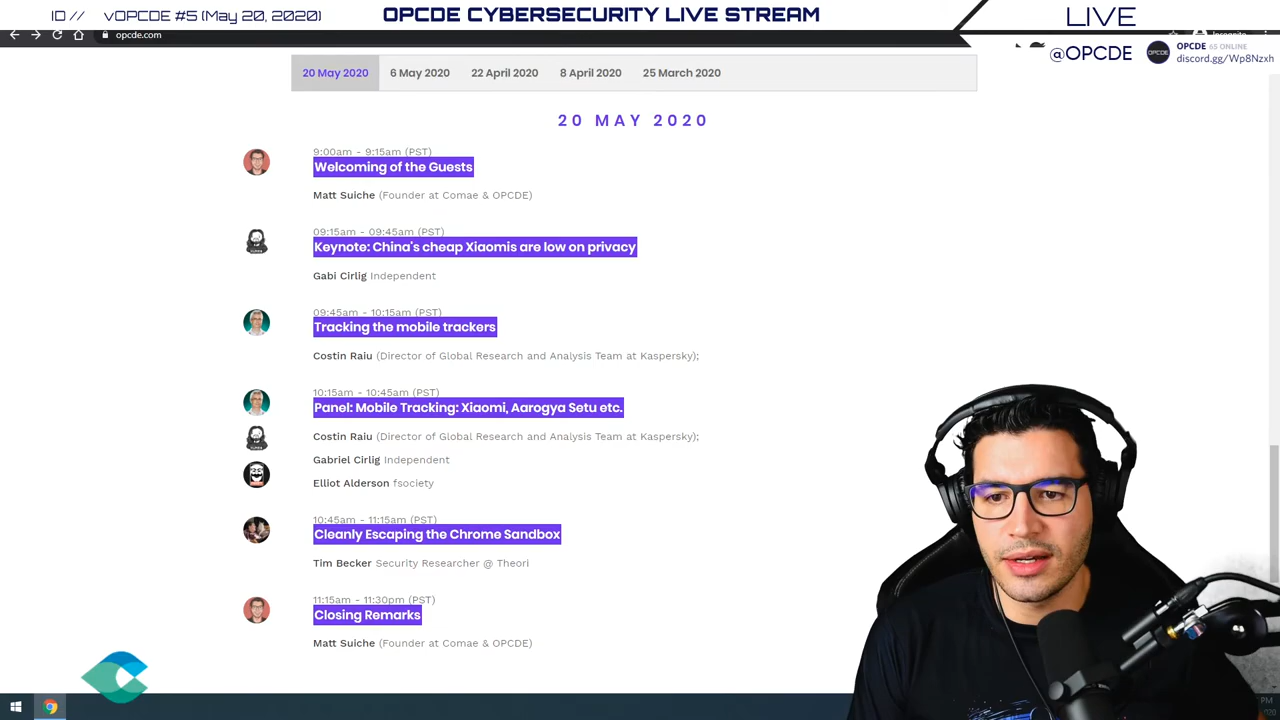 ID // vOPCDE #5 (May 20, 2020)
OPCDE CYBERSECURITY LIVE STREAM
LIVE
opcde.com
Incognito
@OPCDE
OPCDE
OPCDE 65 ONLINE
discord.gg/Wp8Nzxh
20 May 2020 6 May 2020 22 April 2020 8 April 2020 25 March 2020
20 MAY 2020
9:00am - 9:15am (PST)
Welcoming of the Guests
Matt Suiche (Founder at Comae & OPCDE)
09:15am - 09:45am (PST)
Keynote: China's cheap Xiaomis are low on privacy
Gabi Cirlig Independent
09:45am - 10:15am (PST)
Tracking the mobile trackers
Costin Raiu (Director of Global Research and Analysis Team at Kaspersky);
10:15am - 10:45am (PST)
Panel: Mobile Tracking: Xiaomi, Aarogya Setu etc.
Costin Raiu (Director of Global Research and Analysis Team at Kaspersky);
Gabriel Cirlig Independent
Elliot Alderson fsociety
10:45am - 11:15am (PST)
Cleanly Escaping the Chrome Sandbox
Tim Becker Security Researcher @ Theori
11:15am - 11:30pm (PST)
Closing Remarks
Matt Suiche (Founder at Comae & OPCDE)
PM